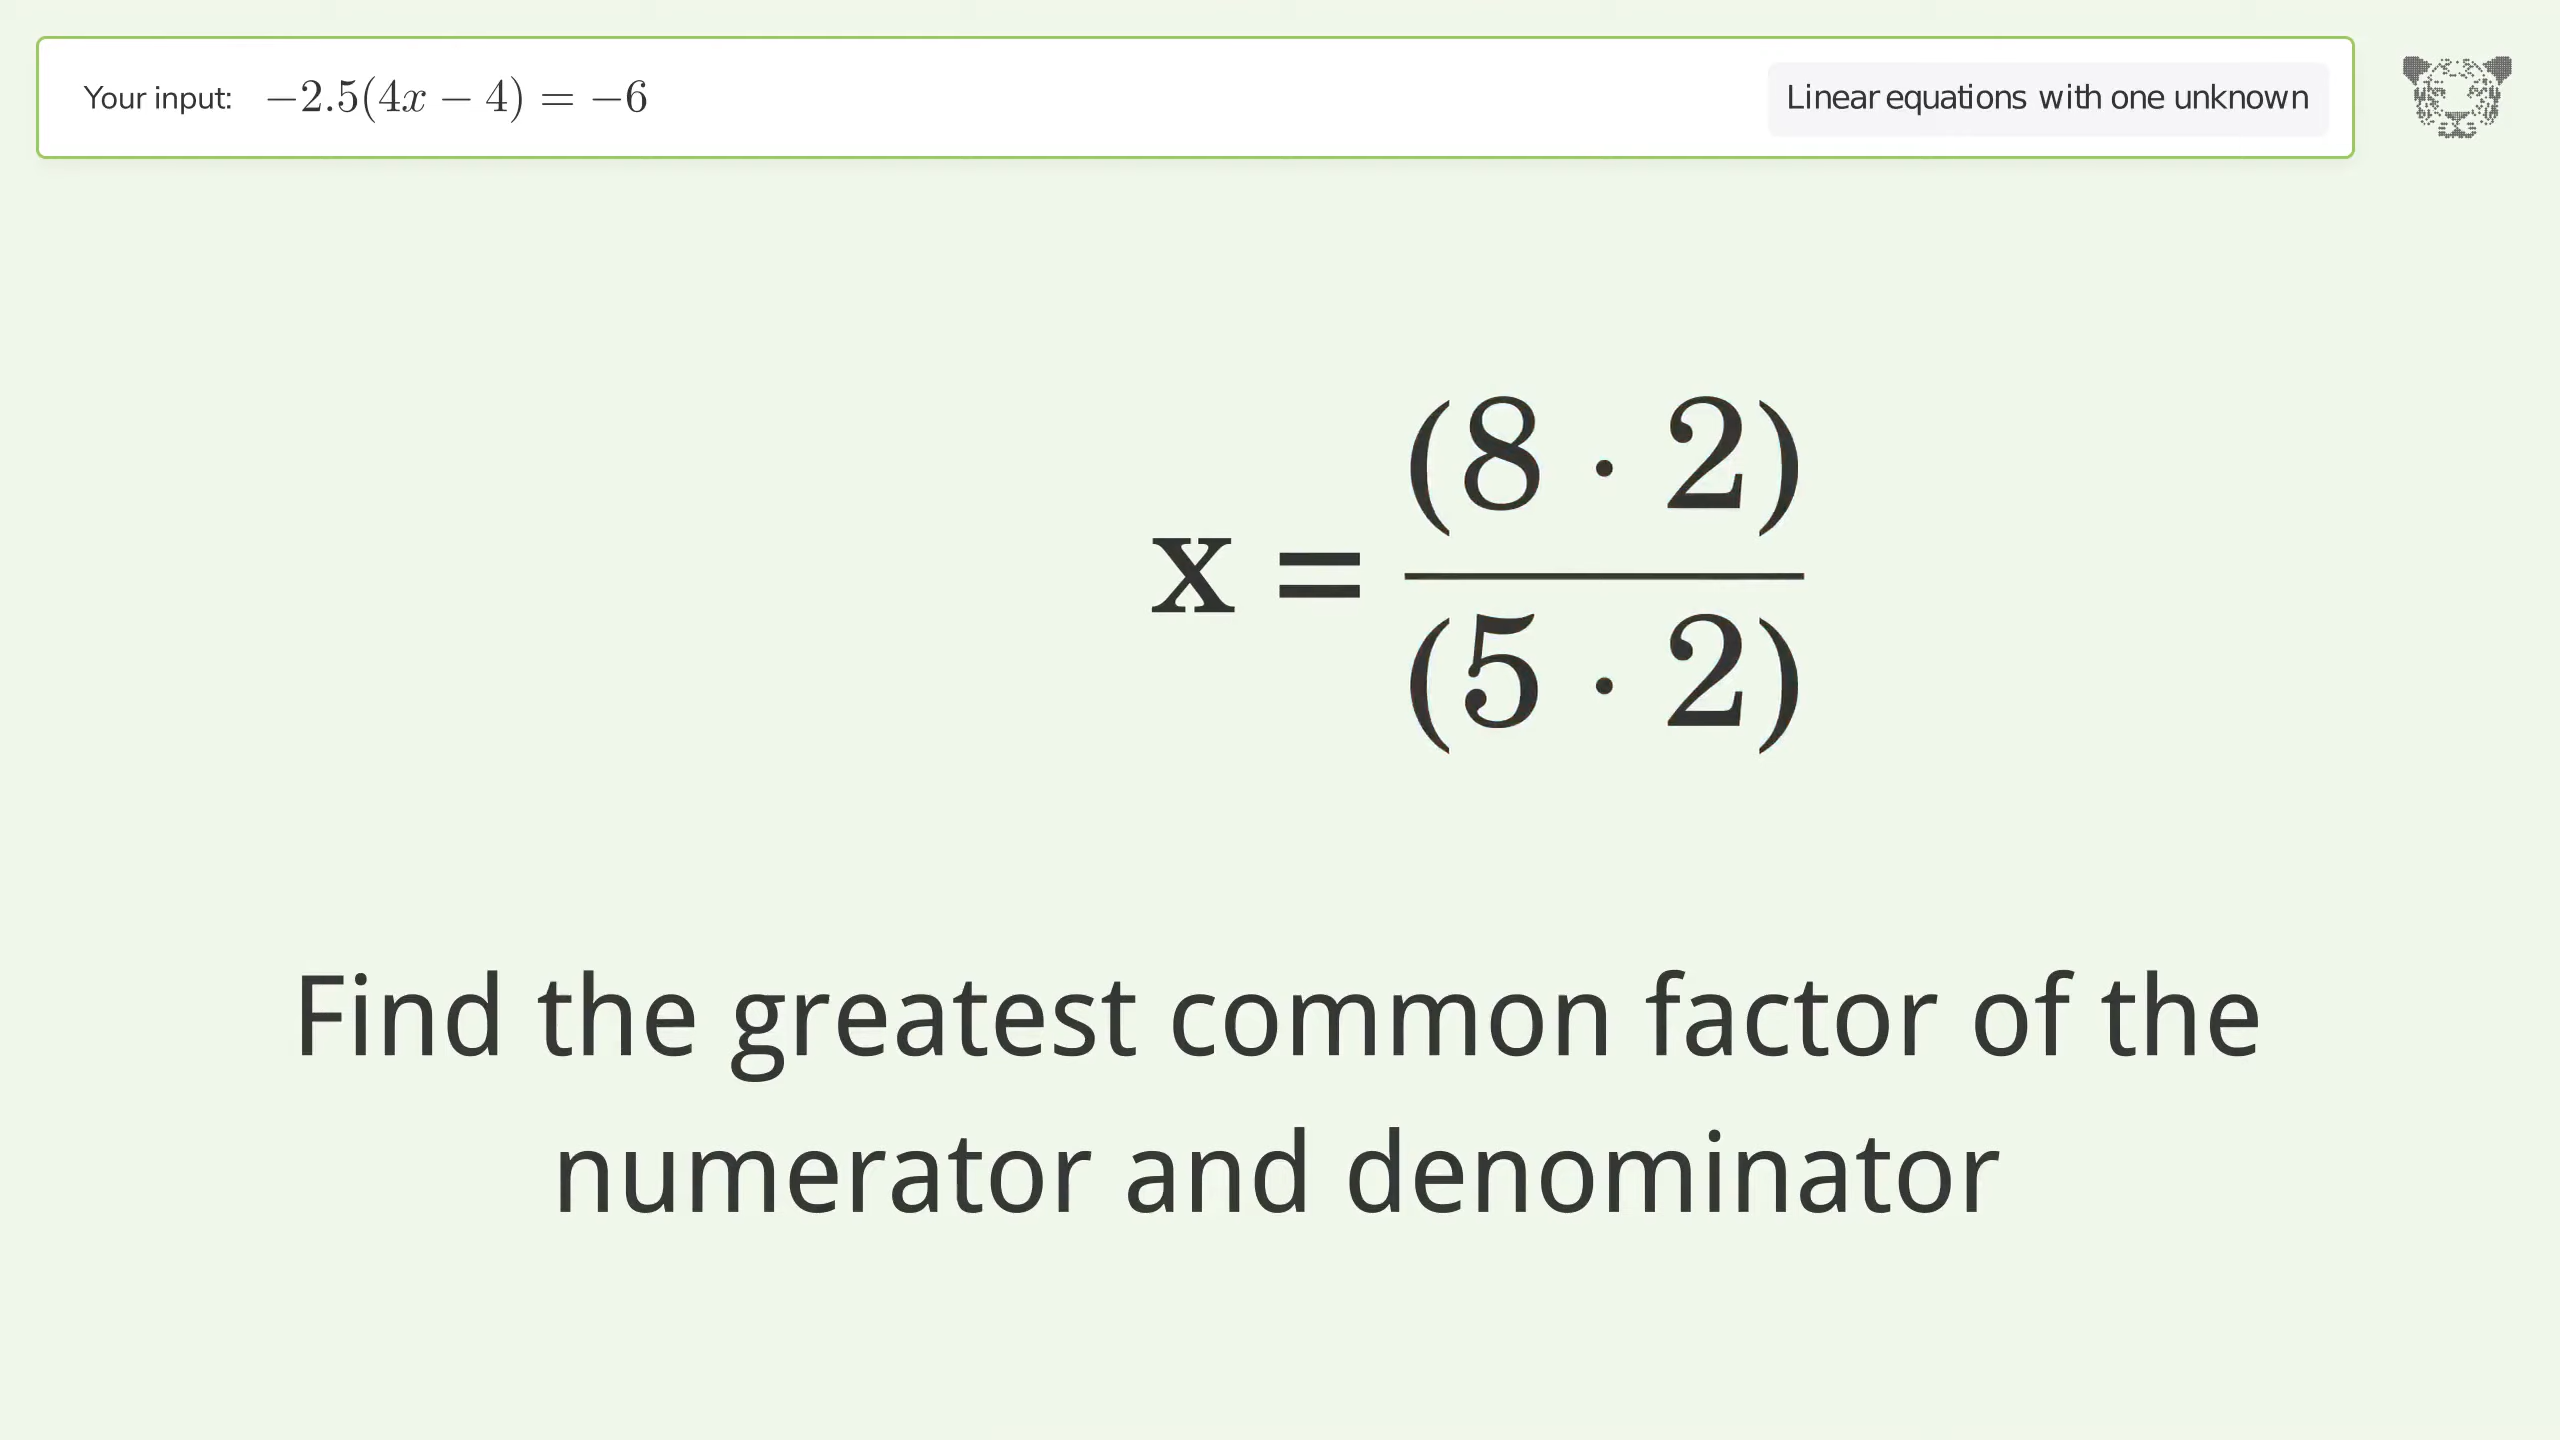 Your input: −2.5(4x − 4) = −6
Linear equations with one unknown
x = (8 · 2)/(5 · 2)
Find the greatest common factor of the
numerator and denominator